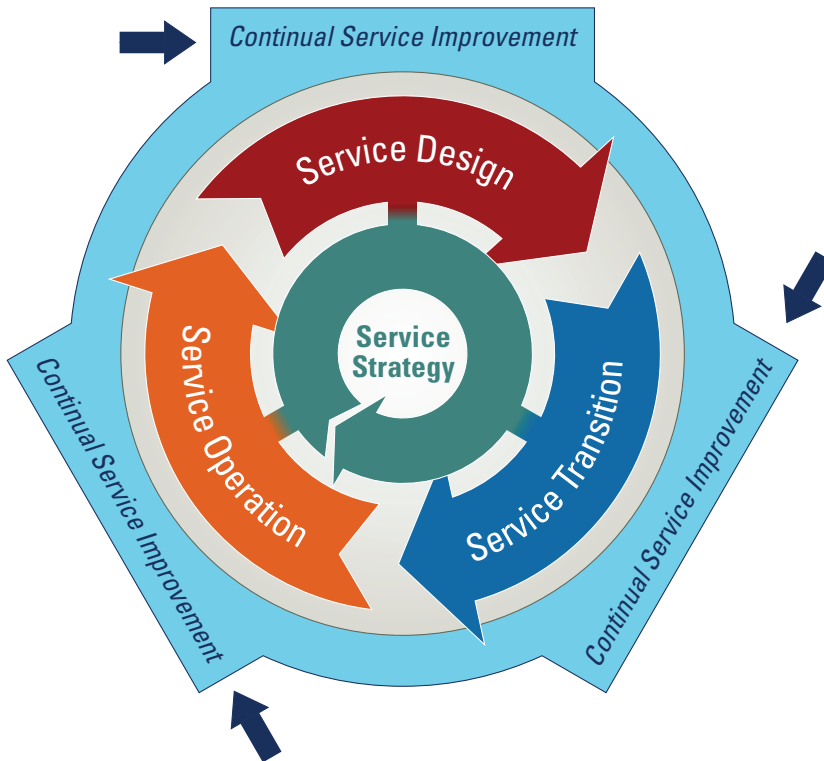 Continual Service Improvement
Service Design
Service
Strategy
Service Transition
Service Operation
Continual Service Improvement
Continual Service Improvement